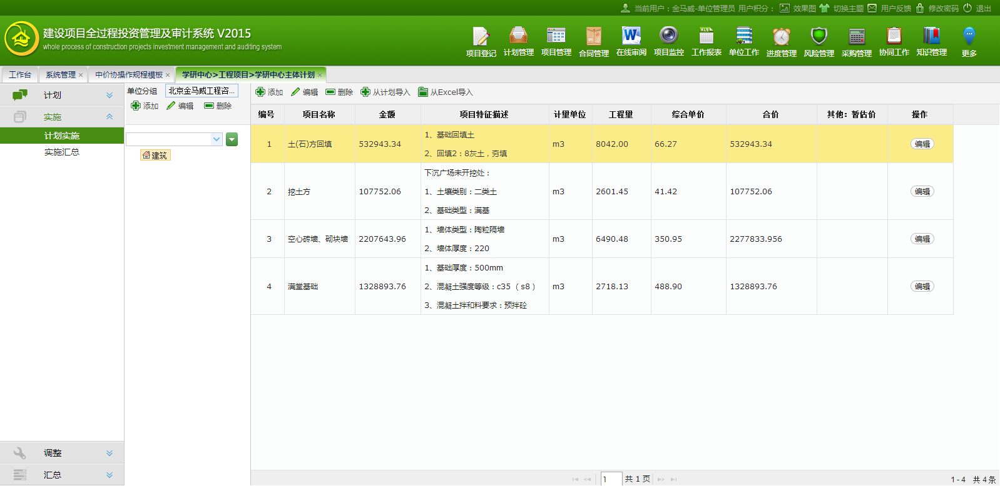 当前用户：金马威-单位管理员 用户积分： 效果图 切换主题 用户反馈 修改密码 退出
建设项目全过程投资管理及审计系统 V2015
whole process of construction projects investment management and auditing system
项目登记 计划管理 项目管理 合同管理 在线审阅 项目监控 工作报表 单位工作 进度管理 风险管理 采购管理 协同工作 知识管理 更多
工作台 系统管理 × 中价协操作规程模板 × 学研中心>工程项目>学研中心主体计划 ×
计划
实施
计划实施
实施汇总
调整
汇总
单位分组 北京金马威工程咨...
添加 编辑 删除
建筑
添加 编辑 删除 从计划导入 从Excel导入
编号 项目名称 金额 项目特征描述 计量单位 工程量 综合单价 合价 其他：暂估价 操作
1 土(石)方回填 532943.34 1、基础回填土 m3 8042.00 66.27 532943.34 编辑
2、回填2：8灰土，夯填
下沉广场未开挖处：
2 挖土方 107752.06 1、土壤类别：二类土 m3 2601.45 41.42 107752.06 编辑
2、基础类型：满基
3 空心砖墙、砌块墙 2207643.96 1、墙体类型：陶粒隔墙 m3 6490.48 350.95 2277833.956 编辑
2、墙体厚度：220
1、基础厚度：500mm
4 满堂基础 1328893.76 2、混凝土强度等级：c35（s8） m3 2718.13 488.90 1328893.76 编辑
3、混凝土拌和料要求：预拌砼
1 共 1 页
1 - 4 共 4 条